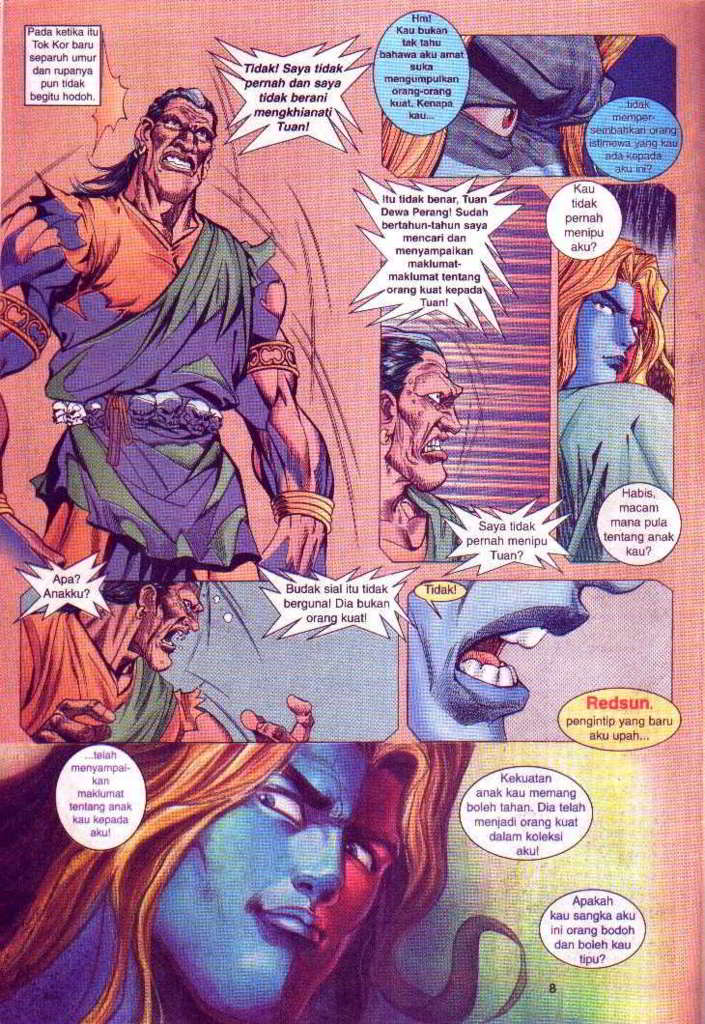 Pada ketika itu
Tok Kor baru
separuh umur
dan rupanya
pun tidak
begitu hodoh.
Tidak! Saya tidak
pernah dan saya
tidak berani
mengkhianati
Tuan!
Hm!
Kau bukan
tak tahu
bahawa aku amat
suka
mengumpulkan
orang-orang
kuat. Kenapa
kau...
...tidak
memper-
sembahkan orang
istimewa yang kau
ada kepada
aku ini?
Itu tidak benar, Tuan
Dewa Perang! Sudah
bertahun-tahun saya
mencari dan
menyampaikan
maklumat-
maklumat tentang
orang kuat kepada
Tuan!
Kau
tidak
pernah
menipu
aku?
Saya tidak
pernah menipu
Tuan?
Habis,
macam
mana pula
tentang anak
kau?
Apa?
Anakku?
Budak sial itu tidak
berguna! Dia bukan
orang kuat!
Tidak!
Redsun,
pengintip yang baru
aku upah...
...telah
menyampai-
kan
maklumat
tentang anak
kau kepada
aku!
Kekuatan
anak kau memang
boleh tahan. Dia telah
menjadi orang kuat
dalam koleksi
aku!
Apakah
kau sangka aku
ini orang bodoh
dan boleh kau
tipu?
8